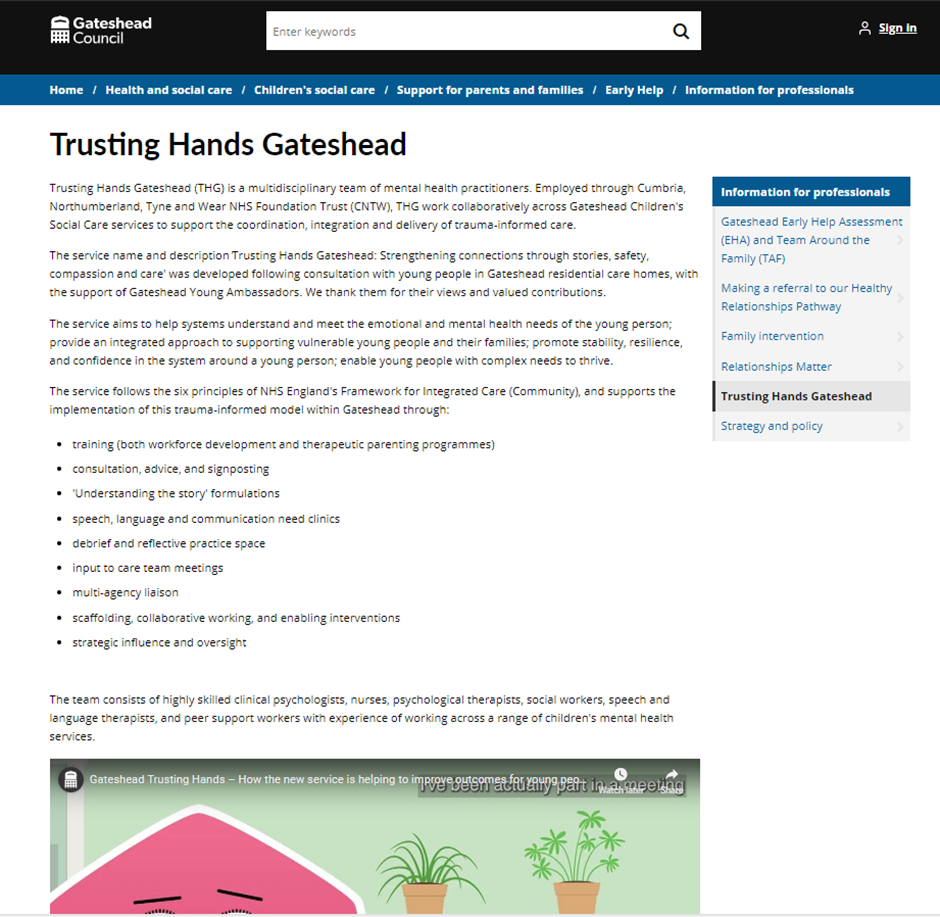 Gateshead
Council
Enter keywords
Sign in
Home / Health and social care / Children's social care / Support for parents and families / Early Help / Information for professionals
Trusting Hands Gateshead
Trusting Hands Gateshead (THG) is a multidisciplinary team of mental health practitioners. Employed through Cumbria,
Northumberland, Tyne and Wear NHS Foundation Trust (CNTW), THG work collaboratively across Gateshead Children's
Social Care services to support the coordination, integration and delivery of trauma-informed care.
The service name and description 'Trusting Hands Gateshead: Strengthening connections through stories, safety,
compassion and care' was developed following consultation with young people in Gateshead residential care homes, with
the support of Gateshead Young Ambassadors. We thank them for their views and valued contributions.
The service aims to help systems understand and meet the emotional and mental health needs of the young person;
provide an integrated approach to supporting vulnerable young people and their families; promote stability, resilience,
and confidence in the system around a young person; enable young people with complex needs to thrive.
The service follows the six principles of NHS England's Framework for Integrated Care (Community), and supports the
implementation of this trauma-informed model within Gateshead through:
• training (both workforce development and therapeutic parenting programmes)
• consultation, advice, and signposting
• 'Understanding the story' formulations
• speech, language and communication need clinics
• debrief and reflective practice space
• input to care team meetings
• multi-agency liaison
• scaffolding, collaborative working, and enabling interventions
• strategic influence and oversight
The team consists of highly skilled clinical psychologists, nurses, psychological therapists, social workers, speech and
language therapists, and peer support workers with experience of working across a range of children's mental health
services.
Gateshead Trusting Hands – How the new service is helping to improve outcomes for young peo...
I've been actually part in a meeting
Watch later
Share
Information for professionals
Gateshead Early Help Assessment
(EHA) and Team Around the
Family (TAF)
Making a referral to our Healthy
Relationships Pathway
Family intervention
Relationships Matter
Trusting Hands Gateshead
Strategy and policy